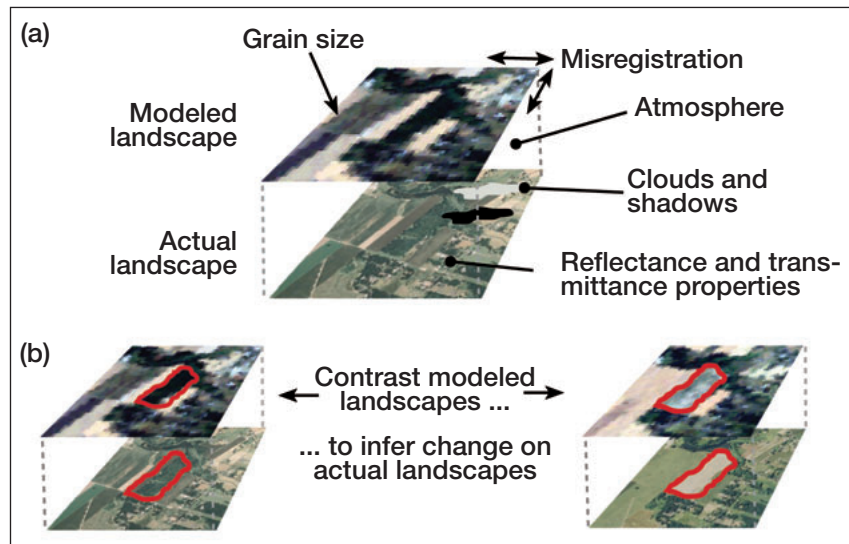 (a)
Grain size
Misregistration
Modeled
landscape
Atmosphere
Clouds and
shadows
Actual
landscape
Reflectance and trans-
mittance properties
(b)
Contrast modeled
landscapes ...
... to infer change on
actual landscapes